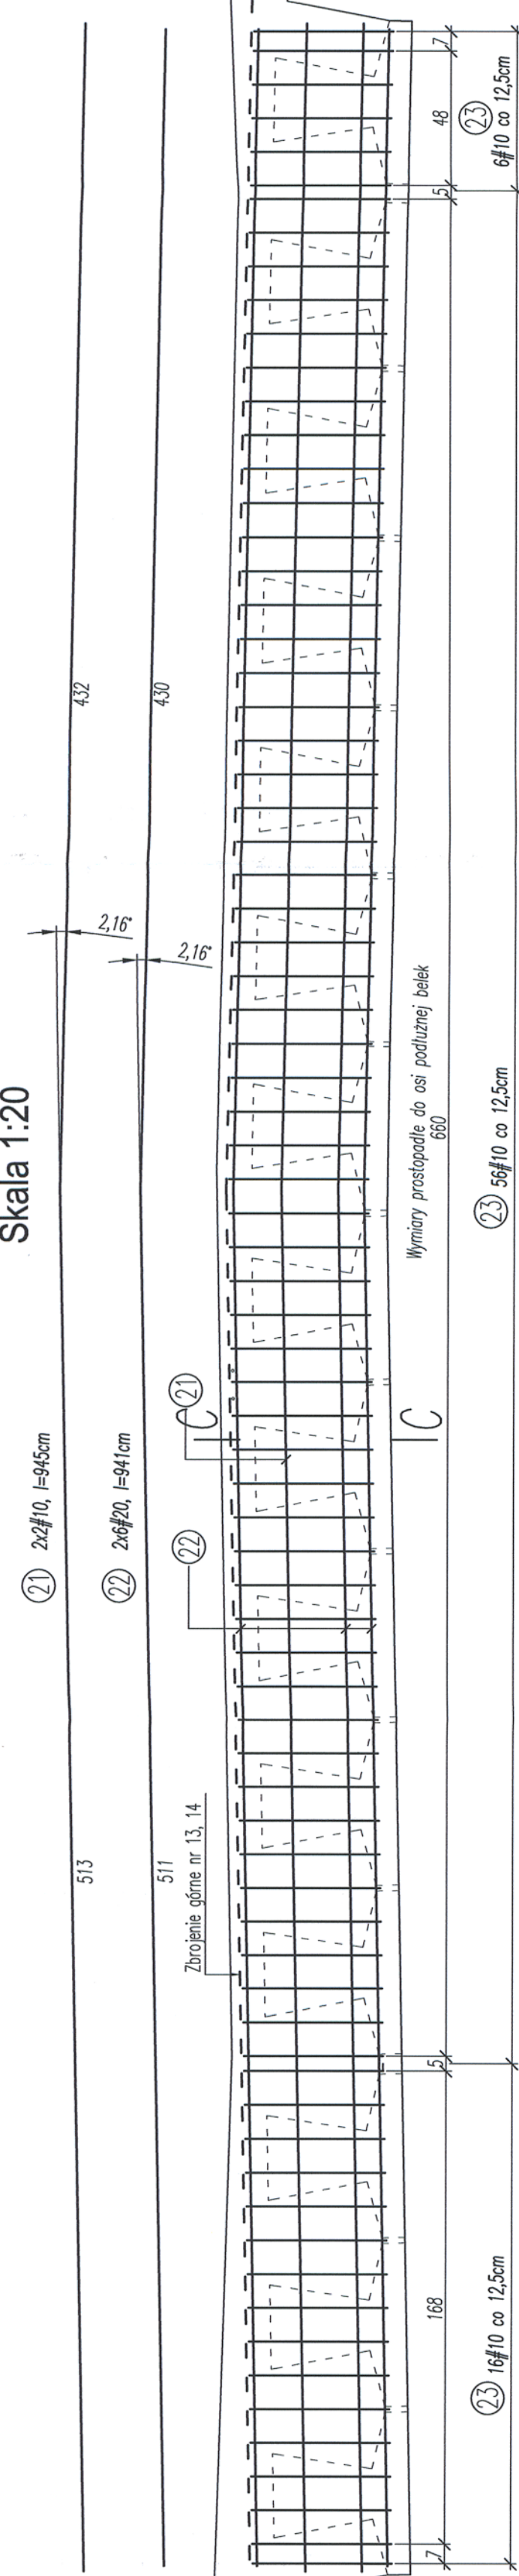 Skala 1:20
21 2x2#10, l=945cm
513
432
2,16°
22 2x6#20, l=941cm
511
430
2,16°
Zbrojenie górne nr 13, 14
22
21
C
C
Wymiary prostopadłe do osi podłużnej belek
7
168
5
660
5
48
7
23 16#10 co 12,5cm
23 56#10 co 12,5cm
23
6#10 co 12,5cm